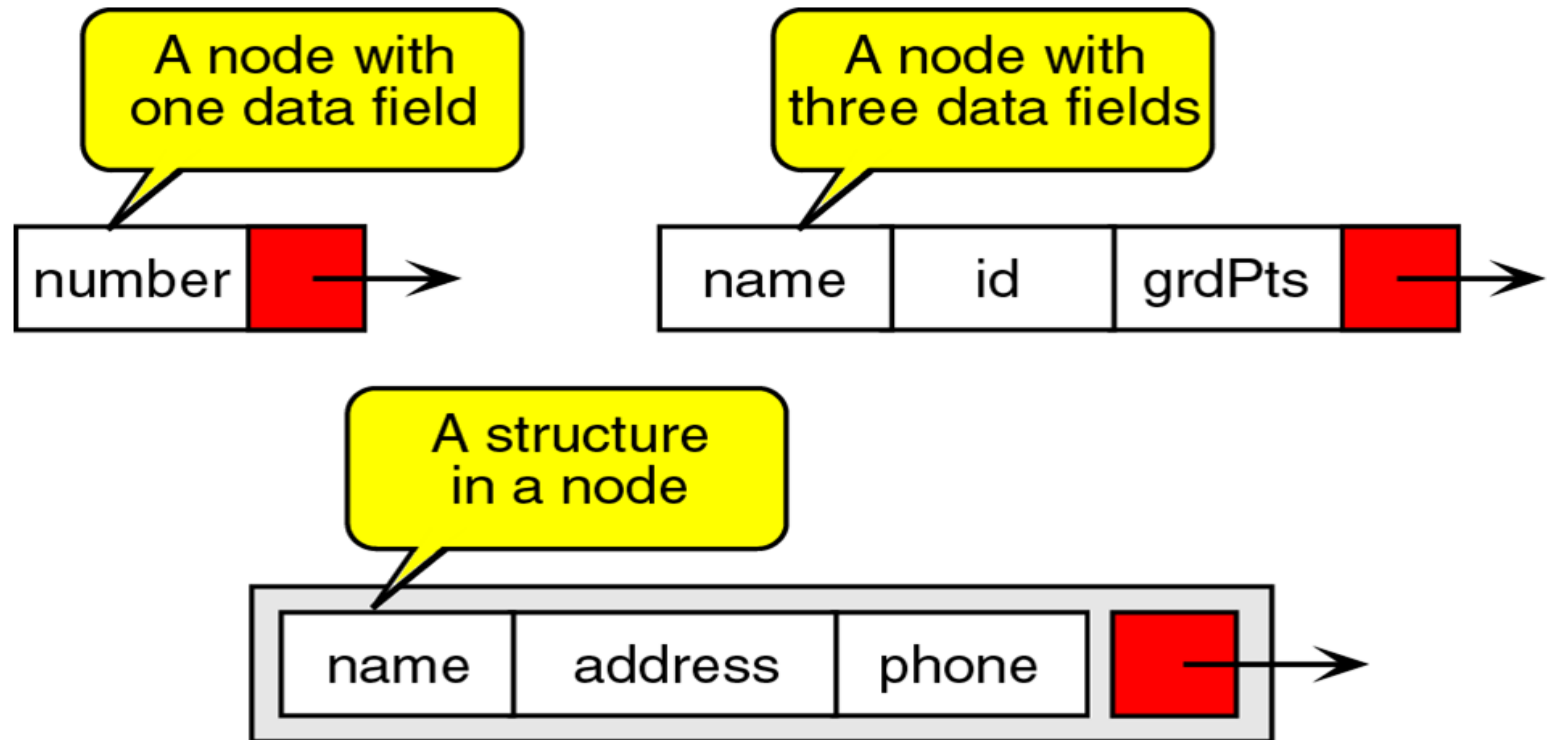 A node with
one data field
A node with
three data fields
number
name id grdPts
A structure
in a node
name address phone